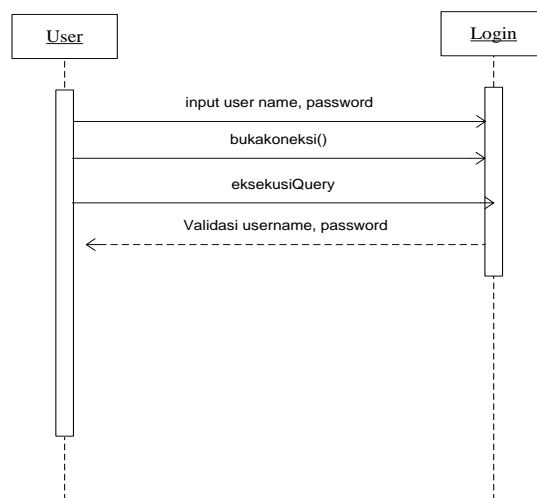 User
Login
input user name, password
bukakoneksi()
eksekusiQuery
Validasi username, password